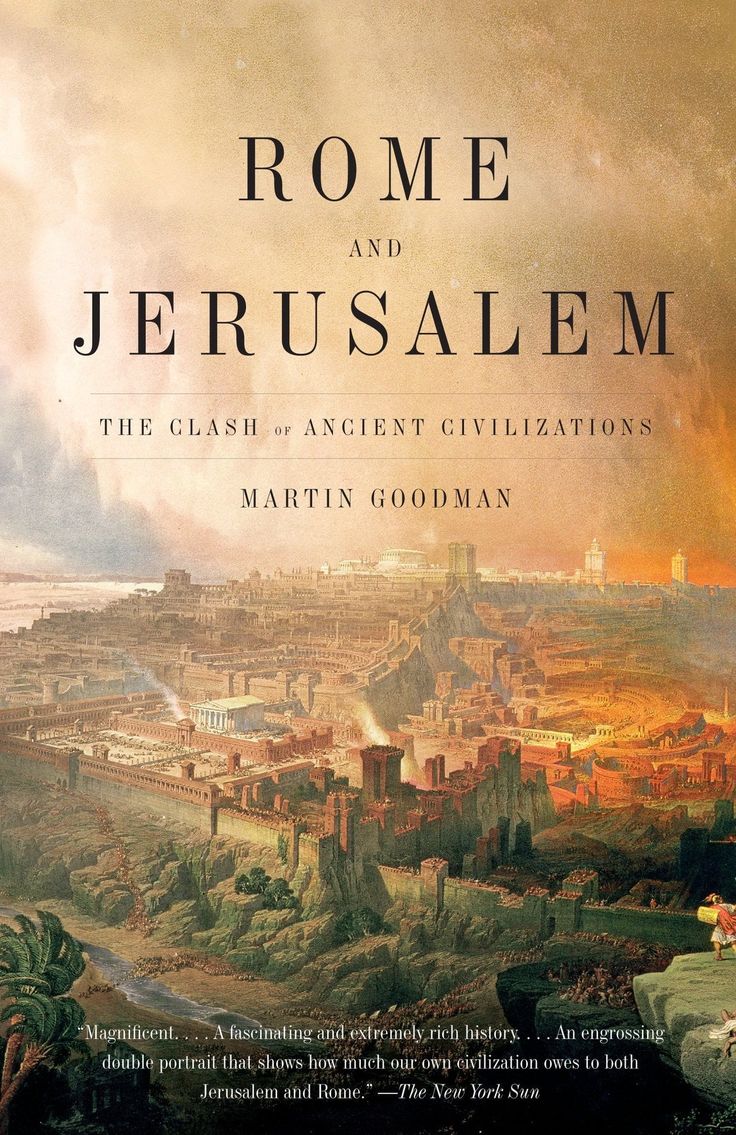 ROME
AND
JERUSALEM
THE CLASH OF ANCIENT CIVILIZATIONS
MARTIN GOODMAN
“Magnificent. . . . A fascinating and extremely rich history. . . . An engrossing
double portrait that shows how much our own civilization owes to both
Jerusalem and Rome.” —The New York Sun